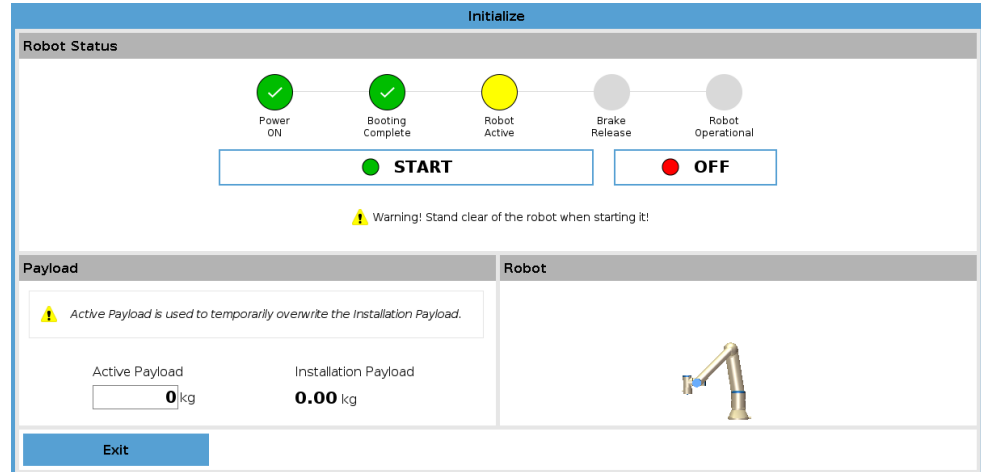 Initialize
Robot Status
Power
ON
Booting
Complete
Robot
Active
Brake
Release
Robot
Operational
START
OFF
Warning! Stand clear of the robot when starting it!
Payload
Robot
Active Payload is used to temporarily overwrite the Installation Payload.
Active Payload
Installation Payload
0 kg
0.00 kg
Exit